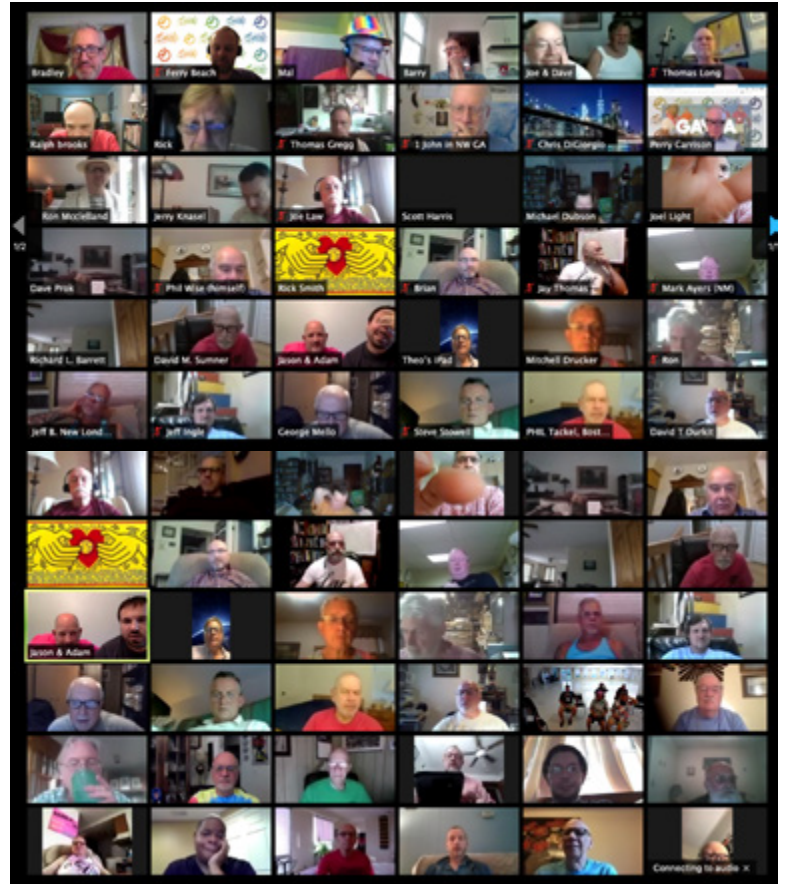 Bradley
Ferry Beach
Mal
Barry
Joe & Dave
Thomas Long
Ralph brooks
Rick
Thomas Gregg
1 John in NW GA
Chris DiGiorgio
Perry Carrison
Ron Mcclelland
Jerry Knasel
Joe Law
Scott Harris
Michael Dubson
Joel Light
Dave Prok
Phil Wise (himself)
Rick Smith
Brian
Jay Thomas
Mark Ayers (NM)
Richard L. Barrett
David M. Sumner
Jason & Adam
Theo's iPad
Mitchell Drucker
Ron
Jeff B. New Lond...
Jeff Ingle
George Mello
Steve Stowell
PHIL Tackel, Bost...
David T Durkit
Jason & Adam
Connecting to audio